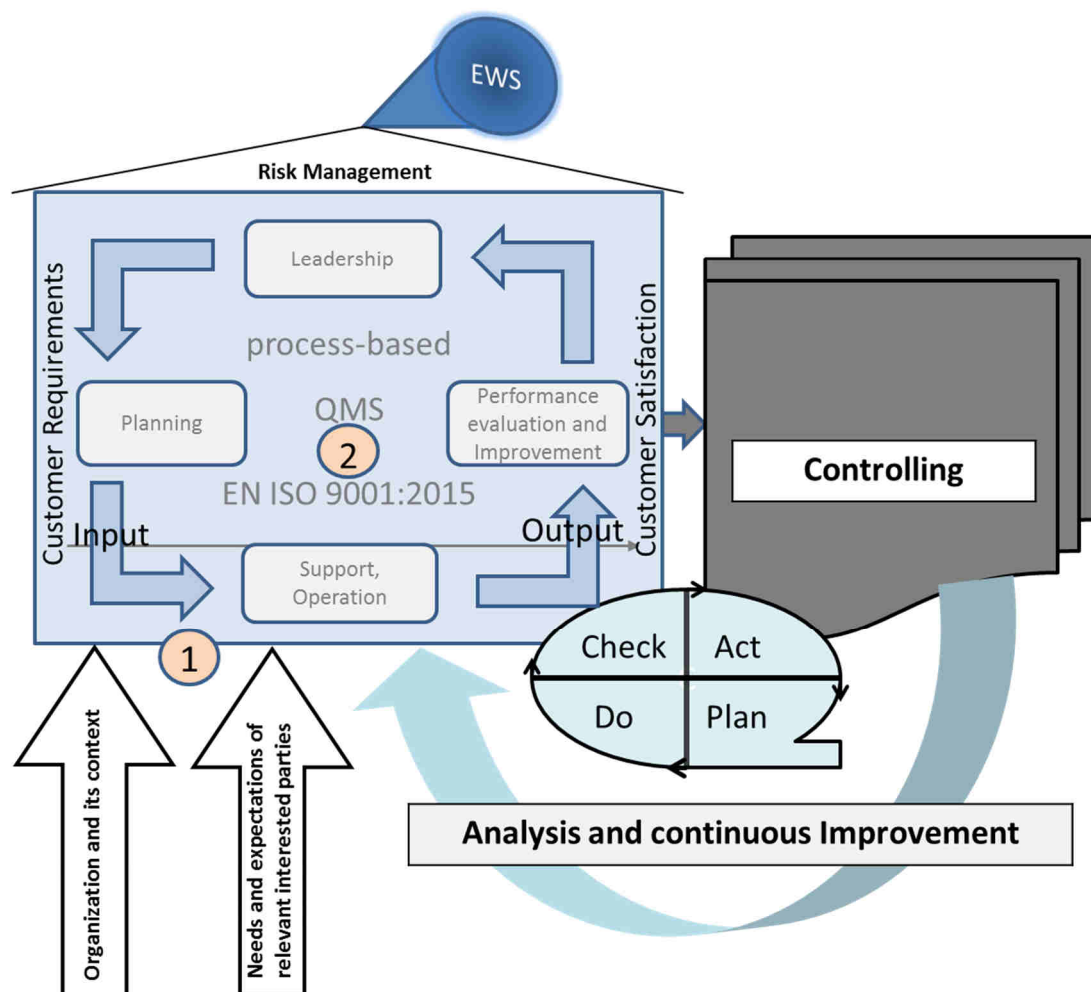 EWS
Risk Management
Leadership
Customer Requirements
process-based
Customer Satisfaction
Planning
QMS
Performance
evaluation and
Improvement
2
Controlling
EN ISO 9001:2015
Input
Output
Support,
Operation
1
Check
Act
Do
Plan
Organization and its context
Needs and expectations of
relevant interested parties
Analysis and continuous Improvement